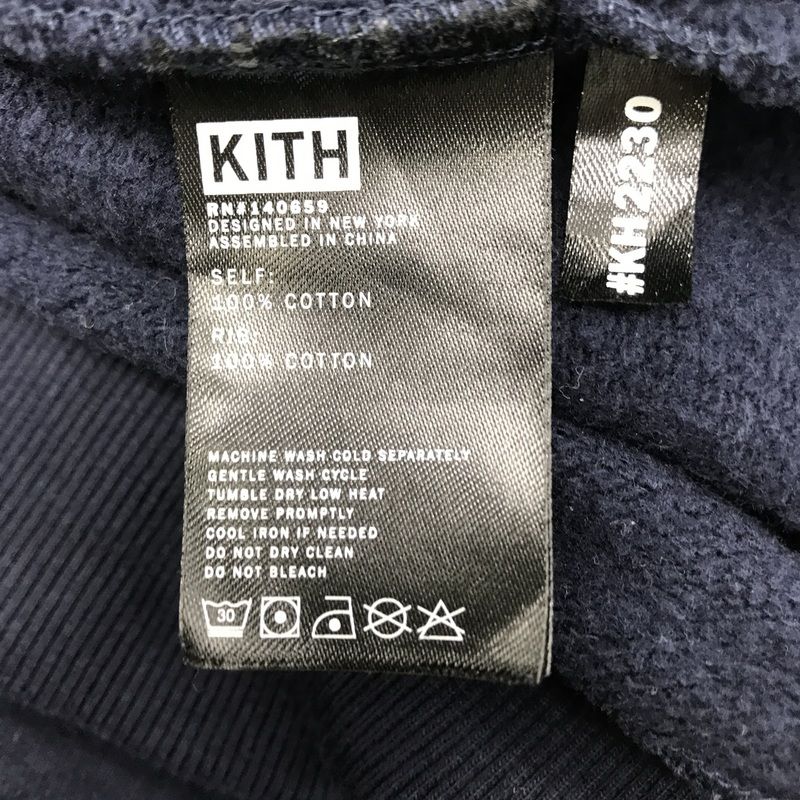 KITH
RN#140659
DESIGNED IN NEW YORK
ASSEMBLED IN CHINA
SELF:
100% COTTON
RIB:
100% COTTON
MACHINE WASH COLD SEPARATELY
GENTLE WASH CYCLE
TUMBLE DRY LOW HEAT
REMOVE PROMPTLY
COOL IRON IF NEEDED
DO NOT DRY CLEAN
DO NOT BLEACH
30
#KH2230